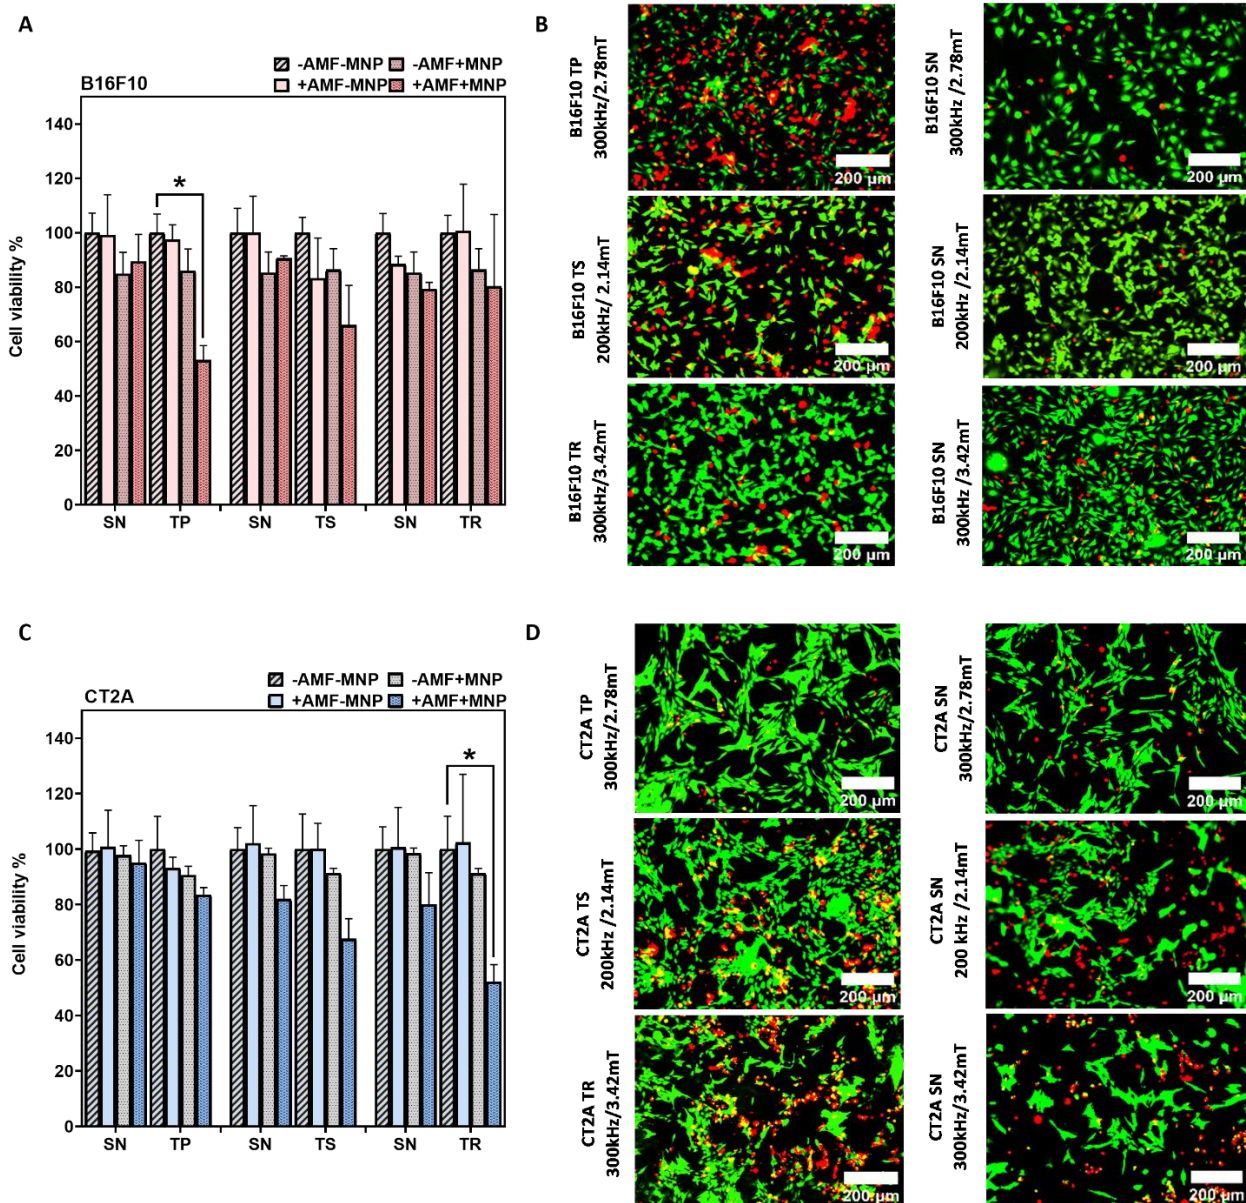 A
-AMF-MNP -AMF+MNP
B16F10 +AMF-MNP +AMF+MNP
140
120
100
80
60
40
20
0
Cell viability %
*
SN TP SN TS SN TR
B
B16F10 TP
300kHz/2.78mT
200 µm
B16F10 SN
300kHz /2.78mT
200 µm
B16F10 TS
200kHz/ 2.14mT
200 µm
B16F10 SN
200kHz /2.14mT
200 µm
B16F10 TR
300kHz/3.42mT
200 µm
B16F10 SN
300kHz /3.42mT
200 µm
C
-AMF-MNP -AMF+MNP
CT2A +AMF-MNP +AMF+MNP
140
120
100
80
60
40
20
0
Cell viability %
*
SN TP SN TS SN TR
D
CT2A TP
300kHz/2.78mT
200 µm
CT2A SN
300kHz/2.78mT
200 µm
CT2A TS
200kHz /2.14mT
200 µm
CT2A SN
200 kHz /2.14mT
200 µm
CT2A TR
300kHz/3.42mT
200 µm
CT2A SN
300kHz/3.42mT
200 µm